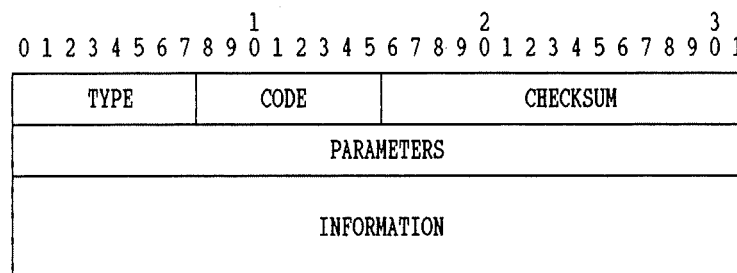 1 2 3
0 1 2 3 4 5 6 7 8 9 0 1 2 3 4 5 6 7 8 9 0 1 2 3 4 5 6 7 8 9 0 1
TYPE CODE CHECKSUM
PARAMETERS
INFORMATION